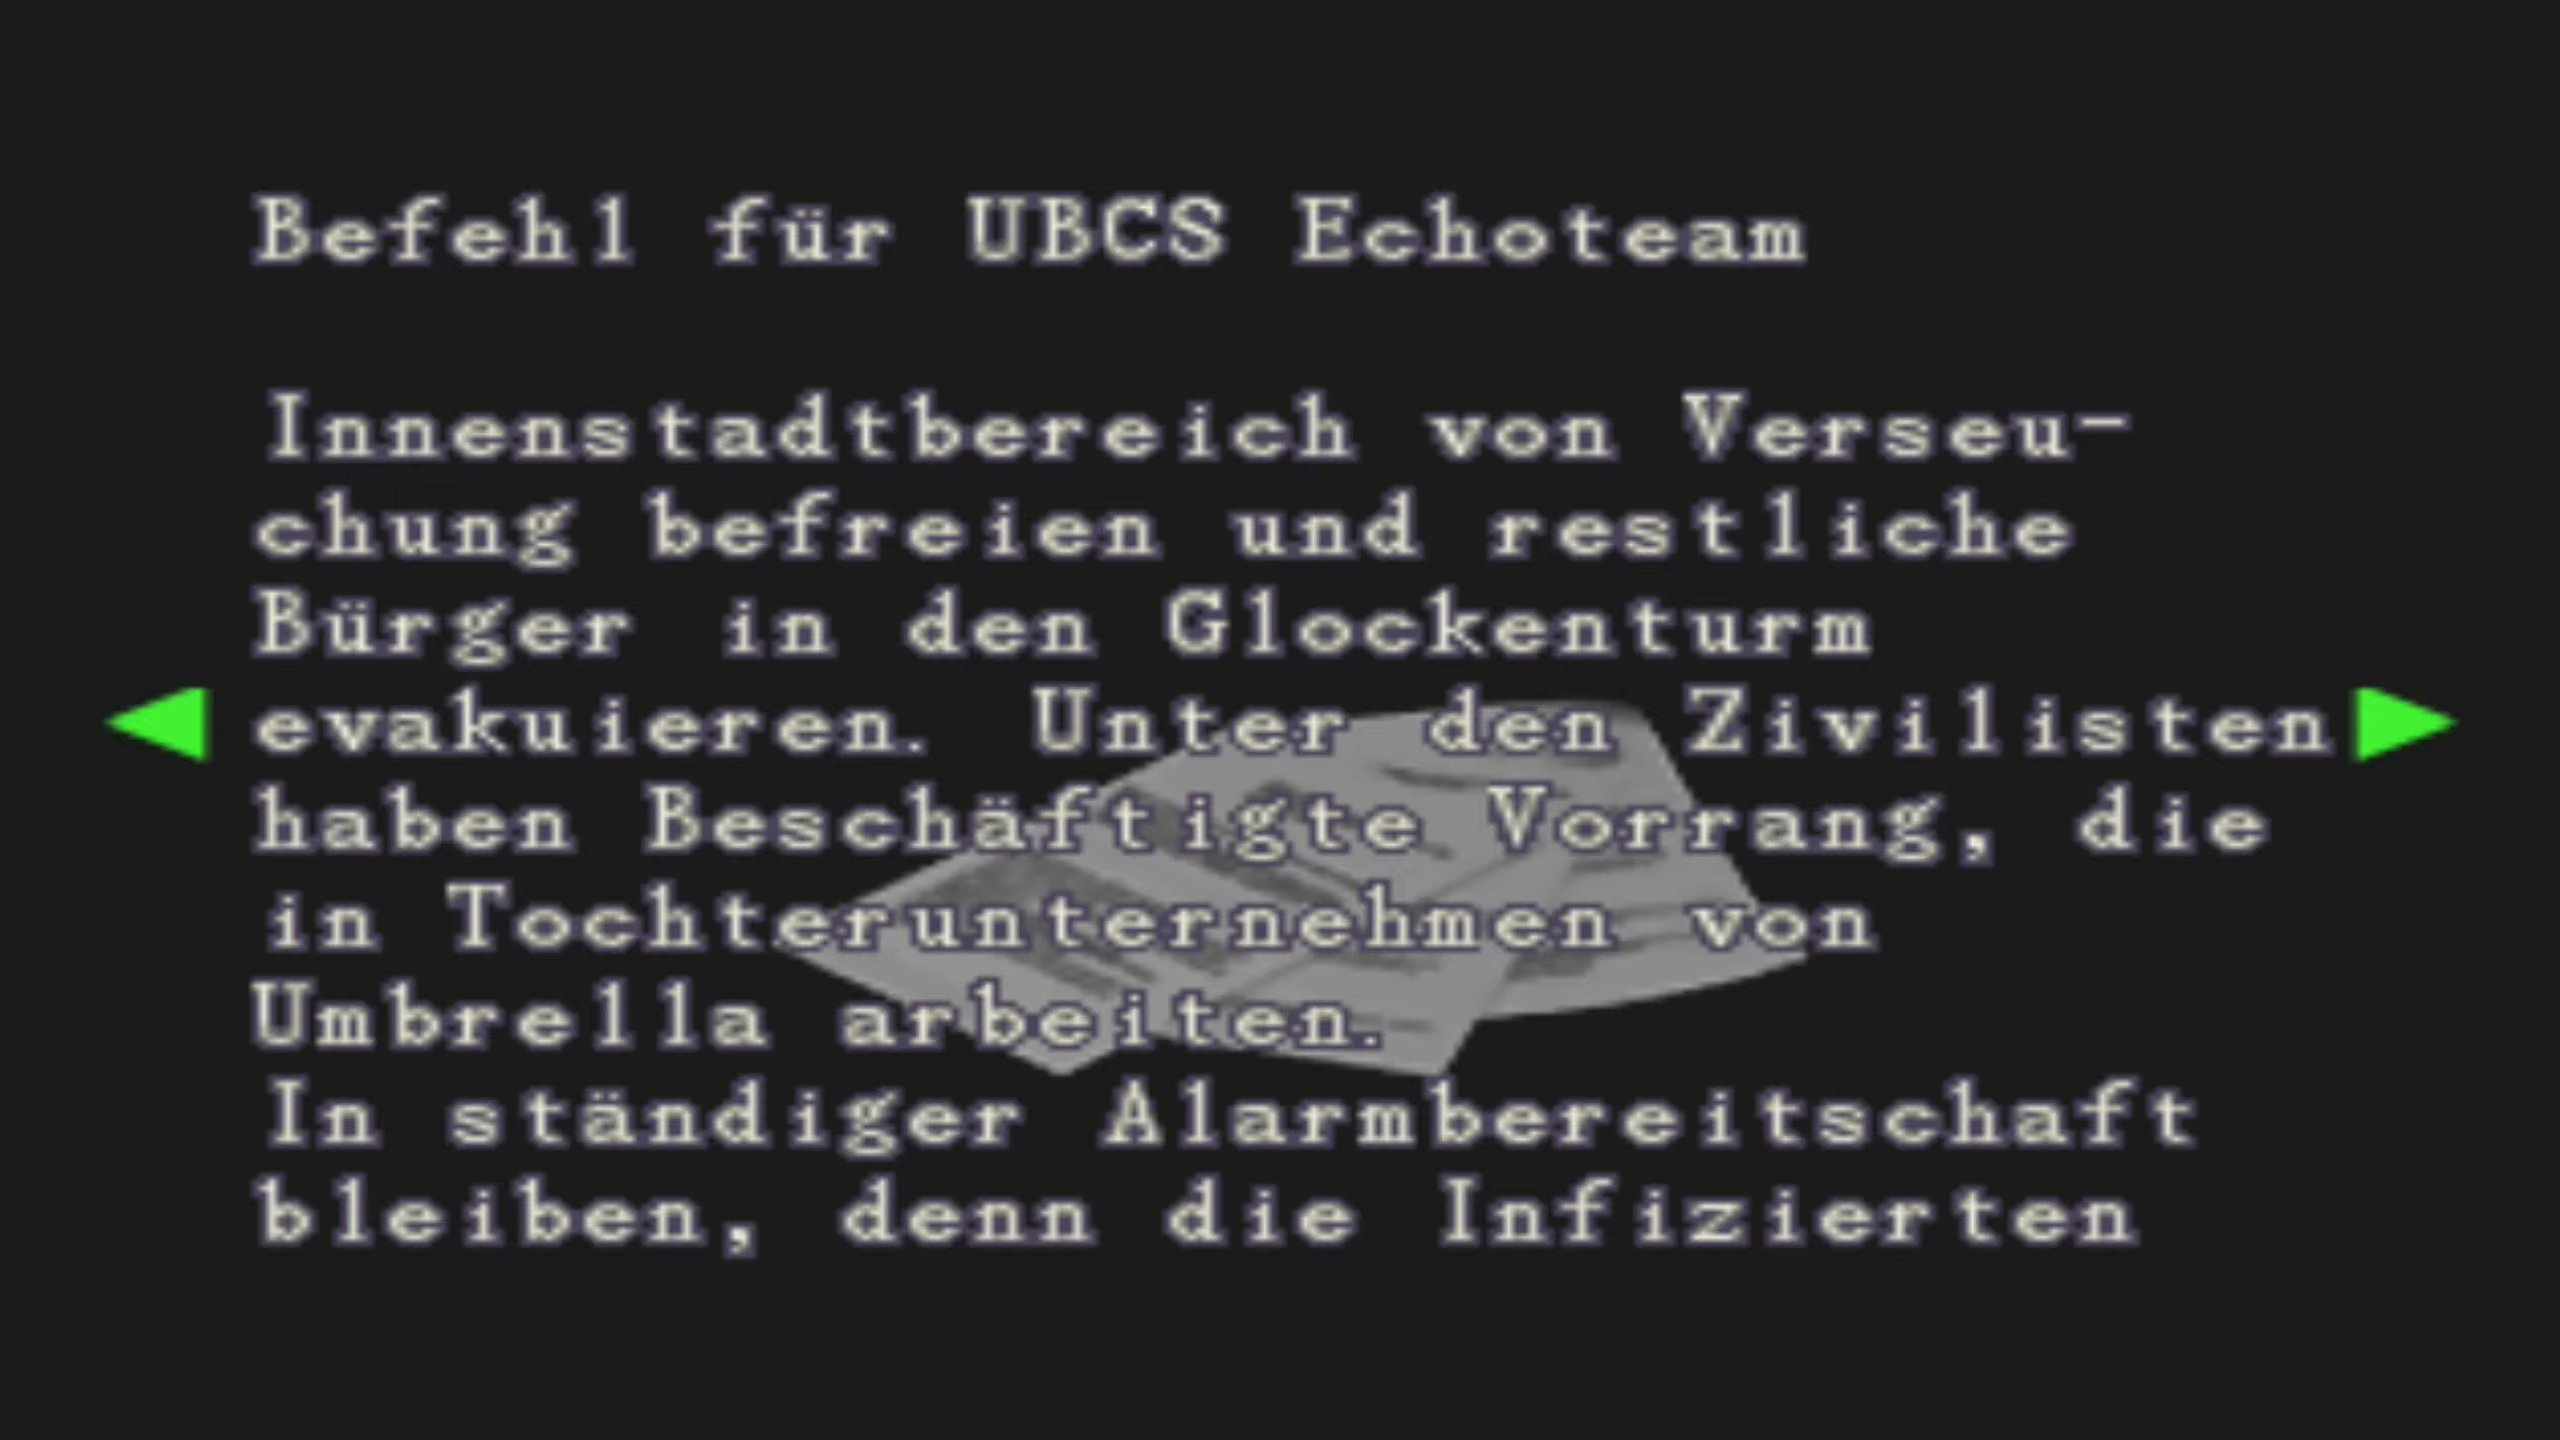 Befehl für UBCS Echoteam
Innenstadtbereich von Verseu-
chung befreien und restliche
Bürger in den Glockenturm
evakuieren. Unter den Zivilisten
haben Beschäftigte Vorrang, die
in Tochterunternehmen von
Umbrella arbeiten.
In ständiger Alarmbereitschaft
bleiben, denn die Infizierten